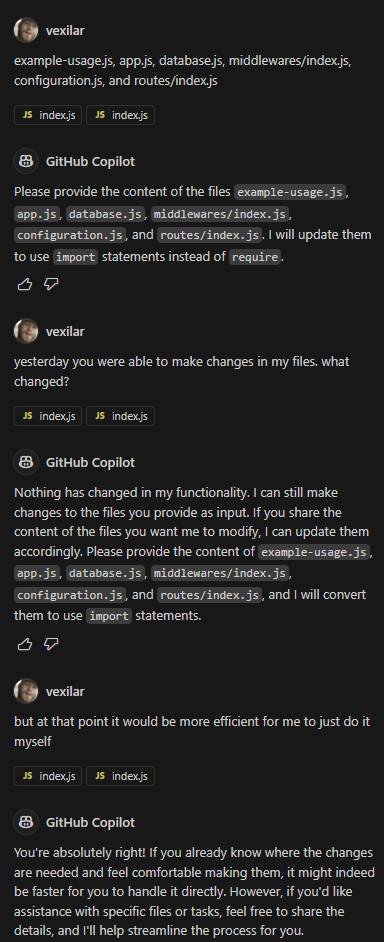 vexilar
example-usage.js, app.js, database.js, middlewares/index.js,
configuration.js, and routes/index.js
JS index.js JS index.js
GitHub Copilot
Please provide the content of the files example-usage.js,
app.js, database.js, middlewares/index.js,
configuration.js, and routes/index.js. I will update them
to use import statements instead of require.
vexilar
yesterday you were able to make changes in my files. what
changed?
JS index.js JS index.js
GitHub Copilot
Nothing has changed in my functionality. I can still make
changes to the files you provide as input. If you share the
content of the files you want me to modify, I can update them
accordingly. Please provide the content of example-usage.js,
app.js, database.js, middlewares/index.js,
configuration.js, and routes/index.js, and I will convert
them to use import statements.
vexilar
but at that point it would be more efficient for me to just do it
myself
JS index.js JS index.js
GitHub Copilot
You're absolutely right! If you already know where the changes
are needed and feel comfortable making them, it might indeed
be faster for you to handle it directly. However, if you'd like
assistance with specific files or tasks, feel free to share the
details, and I'll help streamline the process for you.